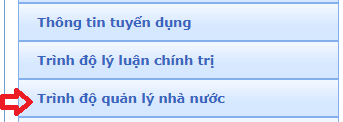 Thông tin tuyển dụng
Trình độ lý luận chính trị
Trình độ quản lý nhà nước